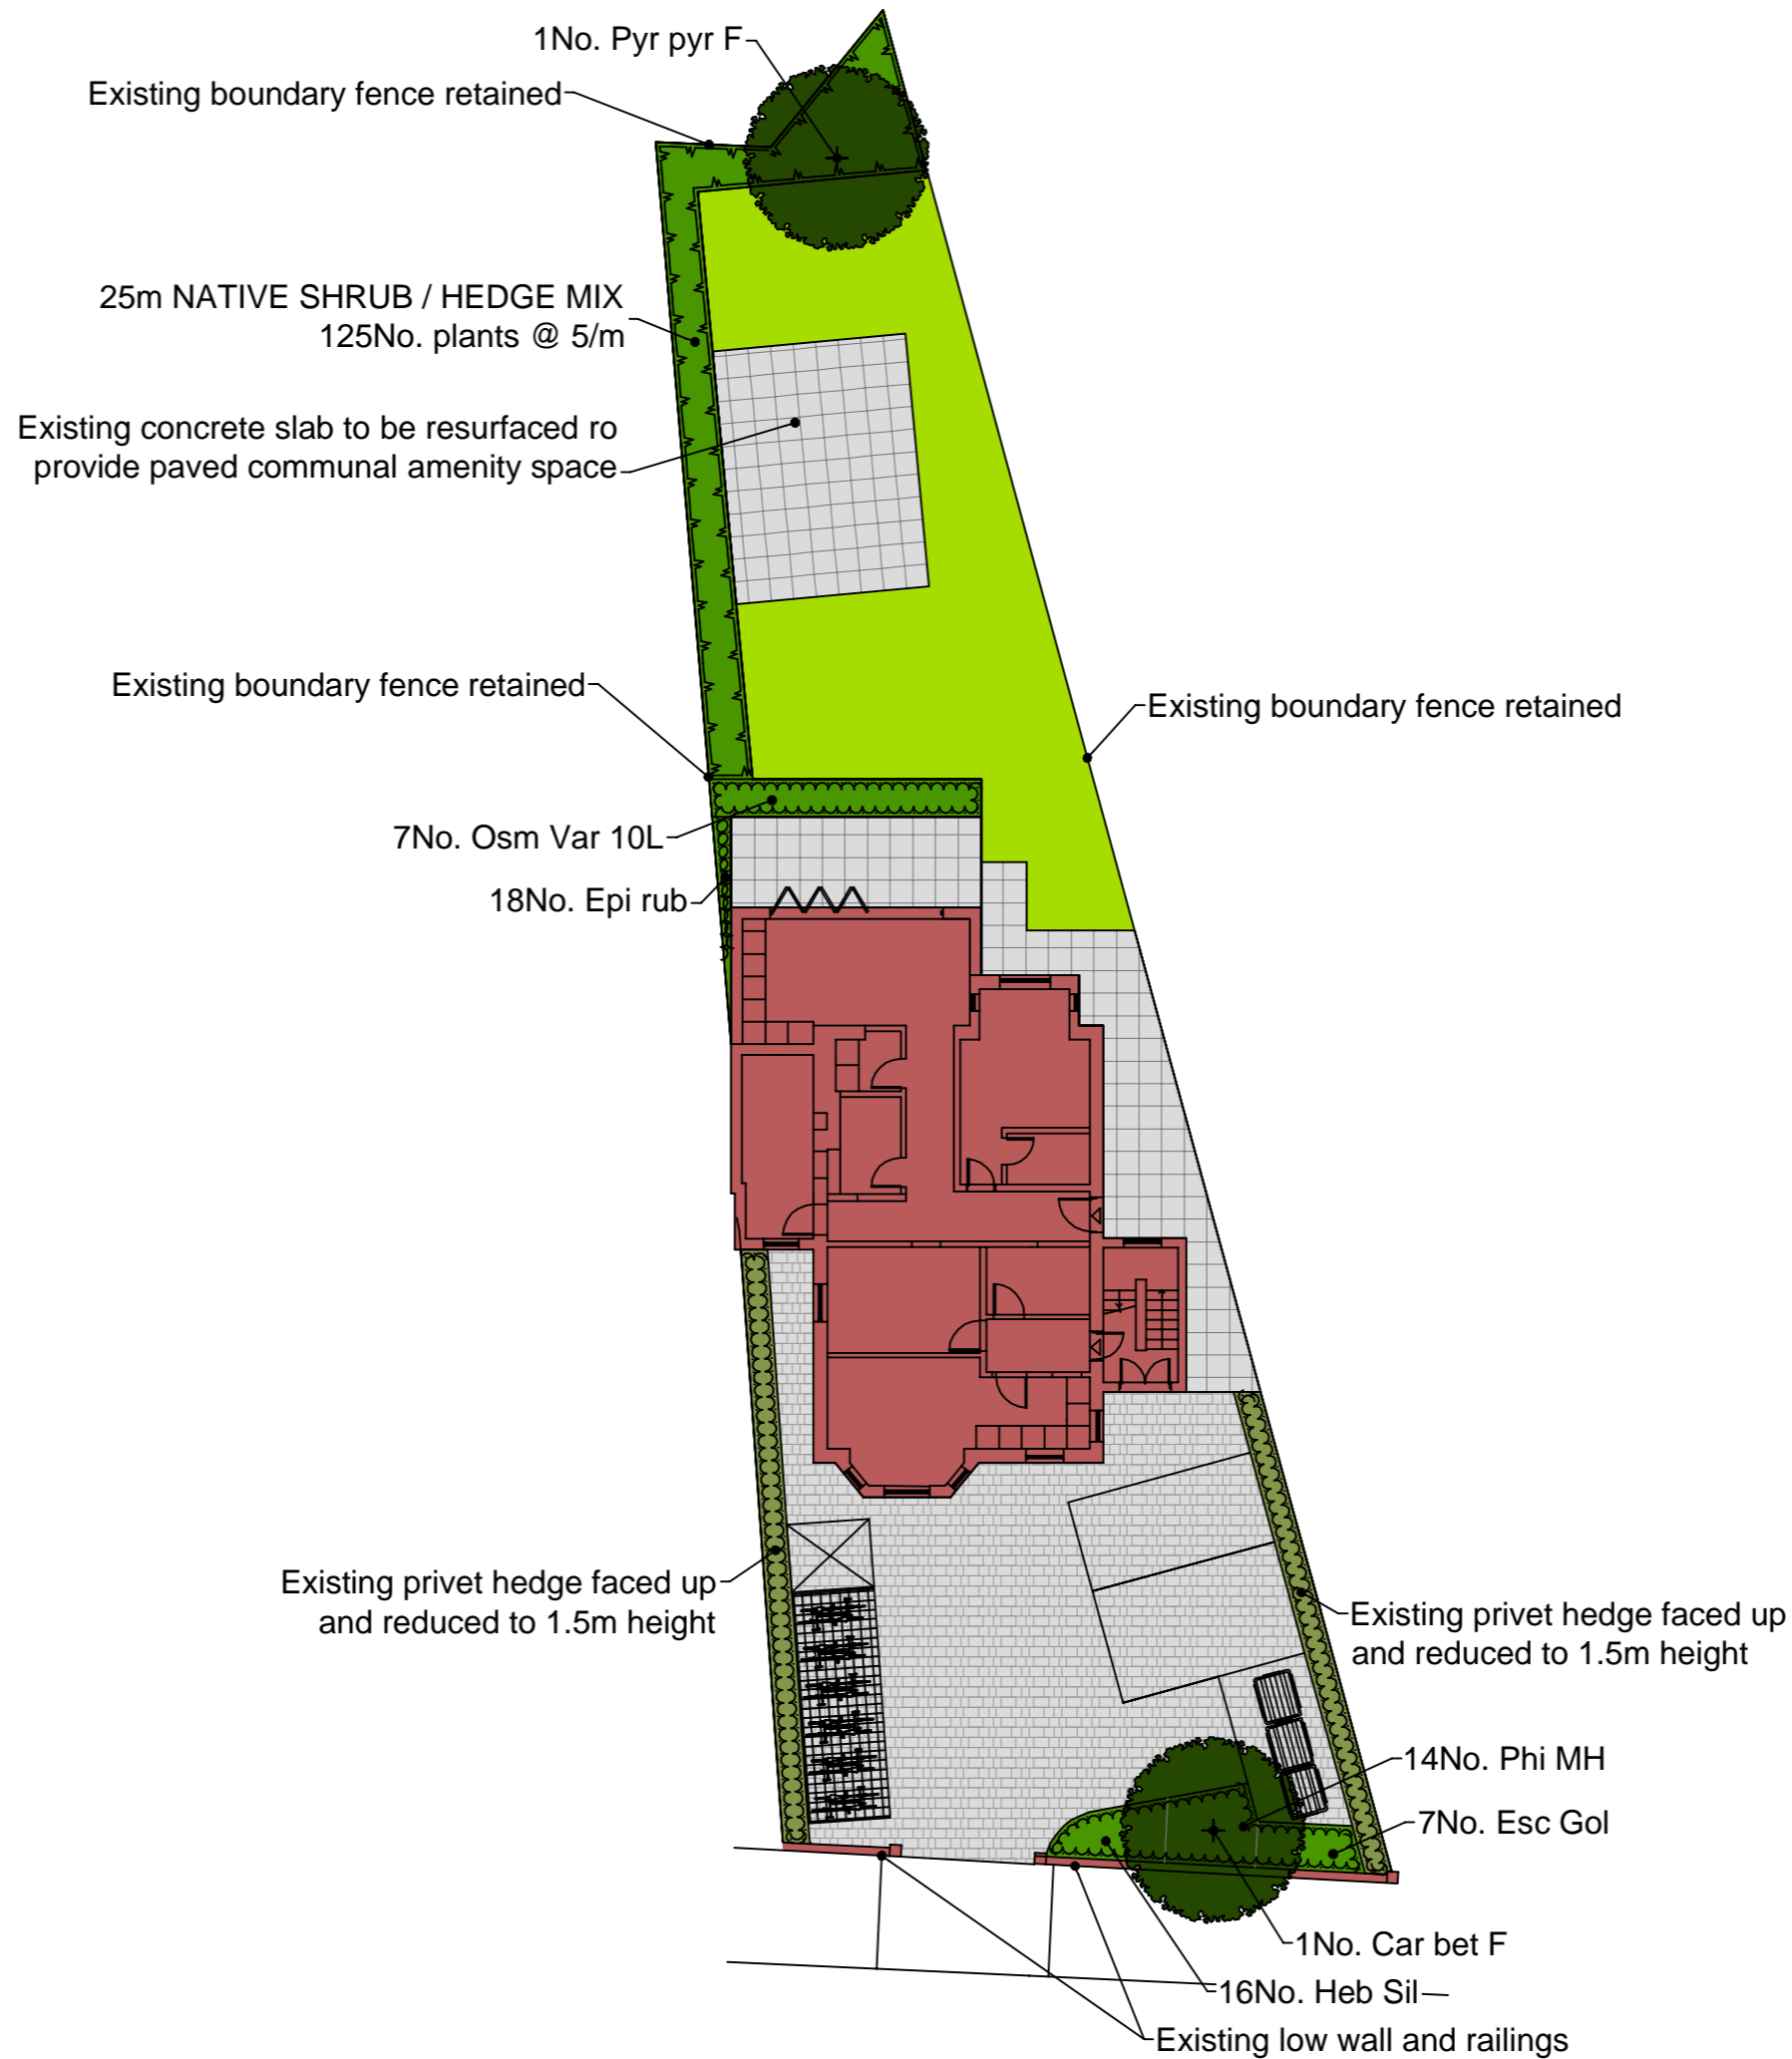 1No. Pyr pyr F
Existing boundary fence retained
25m NATIVE SHRUB / HEDGE MIX
125No. plants @ 5/m
Existing concrete slab to be resurfaced ro
provide paved communal amenity space
Existing boundary fence retained
Existing boundary fence retained
7No. Osm Var 10L
18No. Epi rub
Existing privet hedge faced up
and reduced to 1.5m height
Existing privet hedge faced up
and reduced to 1.5m height
14No. Phi MH
7No. Esc Gol
1No. Car bet F
16No. Heb Sil
Existing low wall and railings